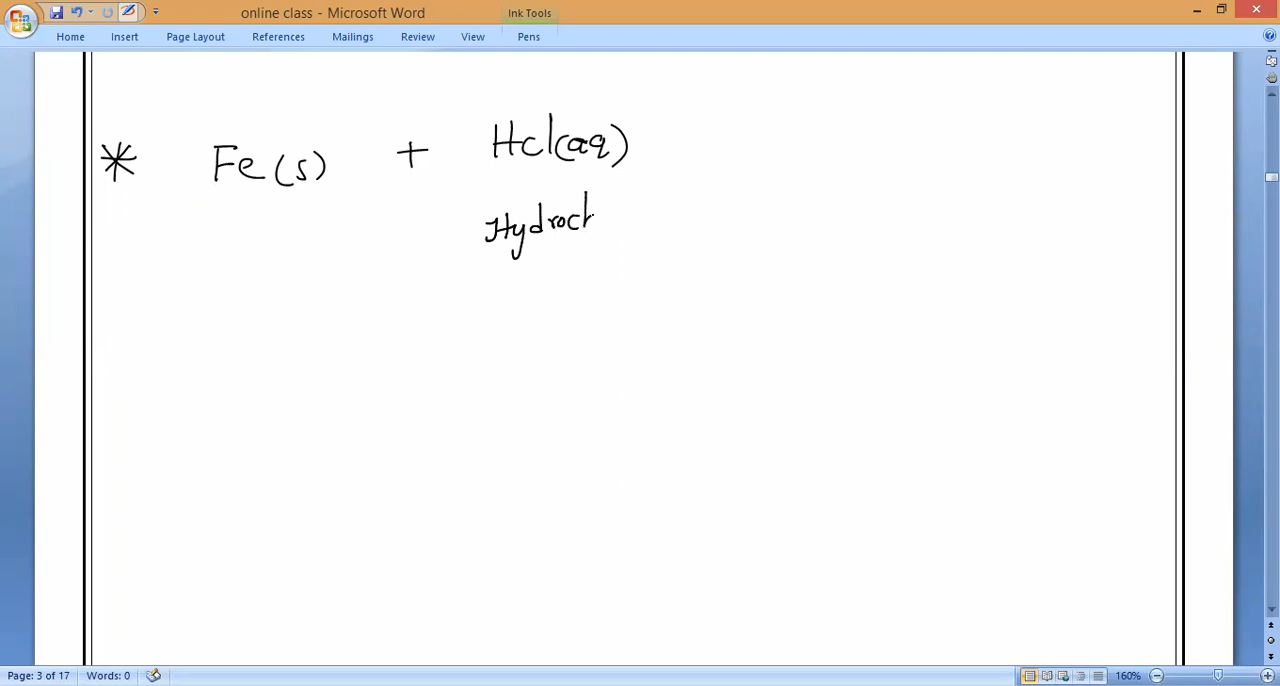 online class - Microsoft Word
Ink Tools
Home Insert Page Layout References Mailings Review View Pens
* Fe(s) + Hcl(aq)
Hydroch
Page: 3 of 17 Words: 0 160%